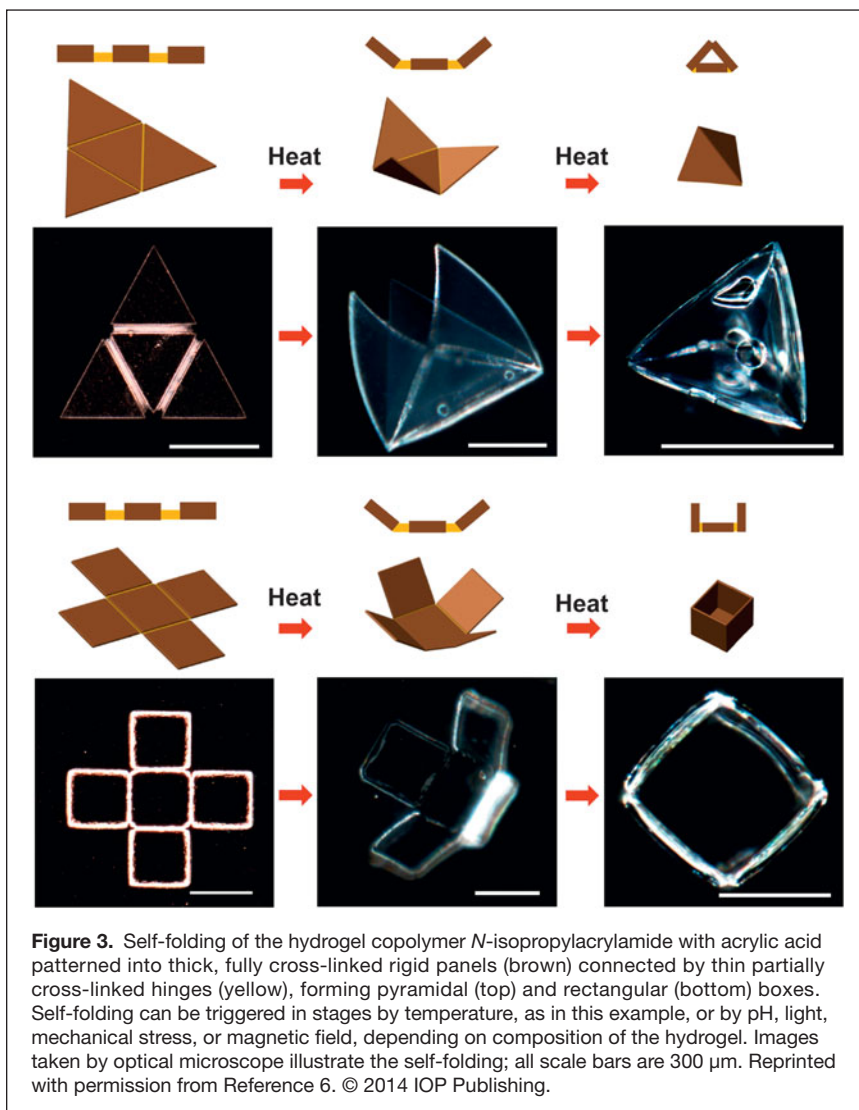 Heat
Heat
Heat
Heat
Figure 3. Self-folding of the hydrogel copolymer N-isopropylacrylamide with acrylic acid
patterned into thick, fully cross-linked rigid panels (brown) connected by thin partially
cross-linked hinges (yellow), forming pyramidal (top) and rectangular (bottom) boxes.
Self-folding can be triggered in stages by temperature, as in this example, or by pH, light,
mechanical stress, or magnetic field, depending on composition of the hydrogel. Images
taken by optical microscope illustrate the self-folding; all scale bars are 300 μm. Reprinted
with permission from Reference 6. © 2014 IOP Publishing.